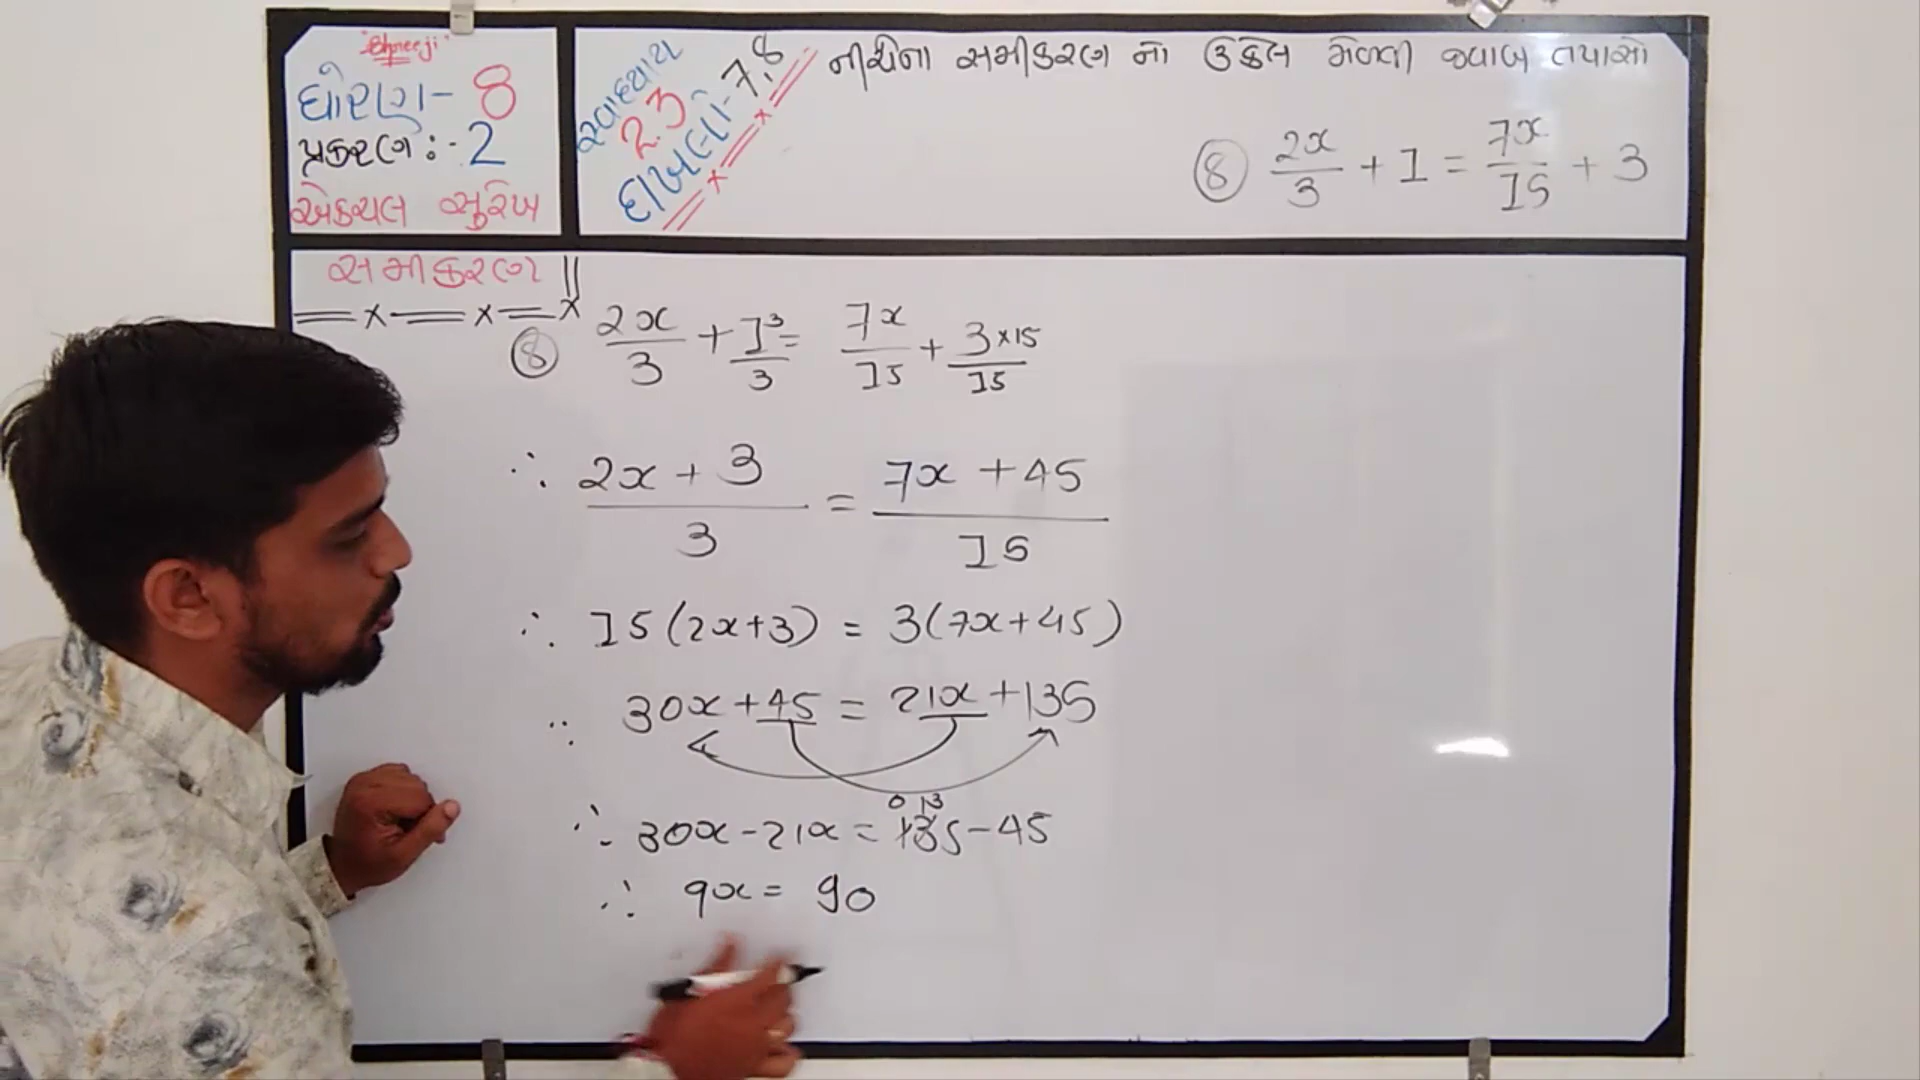 "Shreeji"
ધોરણ- 8
પ્રકરણ:- 2
એકચલ સુરેખ
સમીકરણ ||
સ્વાધ્યાય
2.3
દાખલો-7,8
નીચેના સમીકરણ નો ઉકેલ મેળવી જવાબ તપાસો
⑧ 2x/3 + 1 = 7x/15 + 3
⑧ 2x/3 + 1³/3 = 7x/15 + 3×15/15
∴ (2x + 3)/3 = (7x + 45)/15
∴ 15(2x+3) = 3(7x+45)
∴ 30x+45 = 21x+135
0 13
∴ 30x-21x = 135-45
∴ 9x = 90